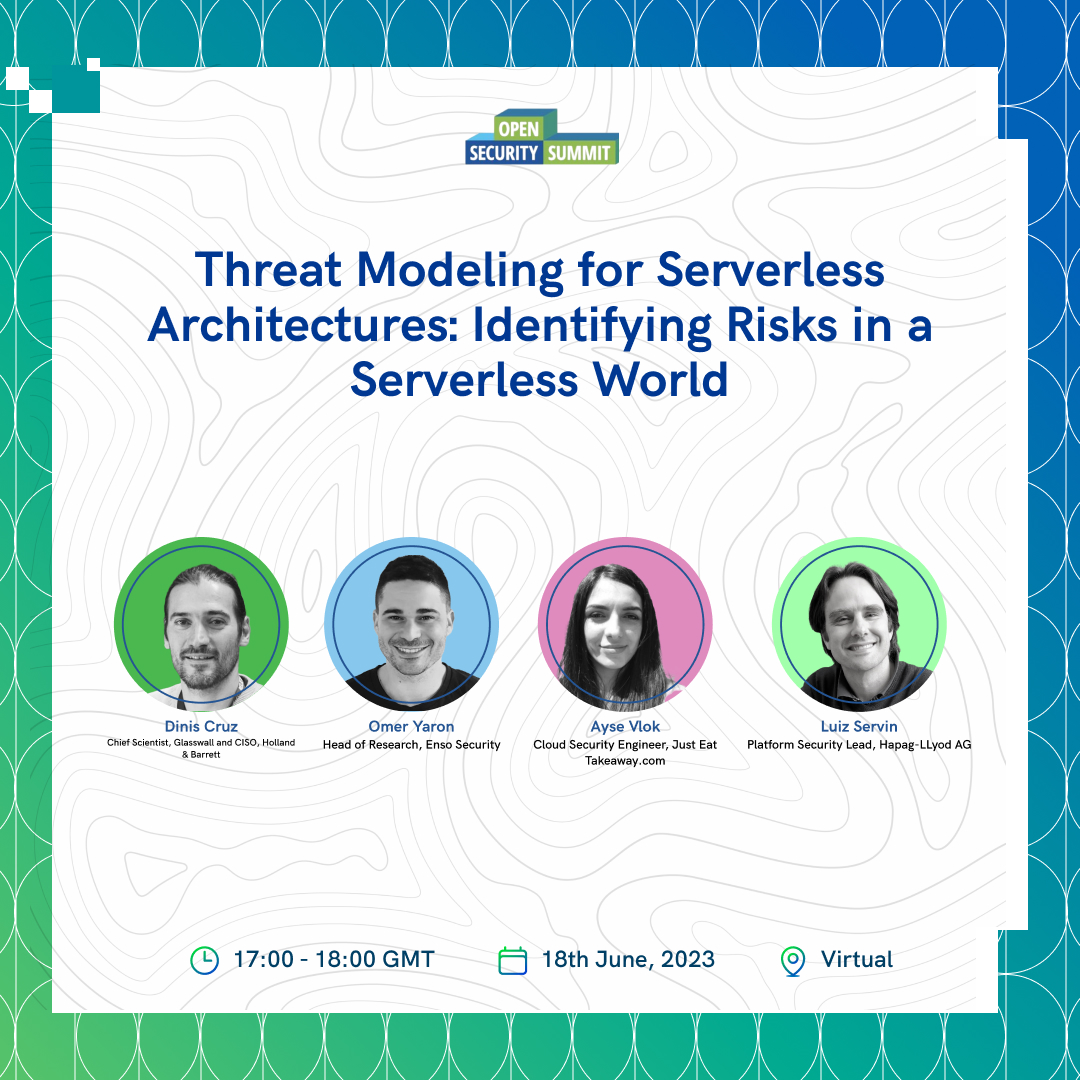 OPEN
SECURITY SUMMIT
Threat Modeling for Serverless
Architectures: Identifying Risks in a
Serverless World
Dinis Cruz
Chief Scientist, Glasswall and CISO, Holland
& Barrett
Omer Yaron
Head of Research, Enso Security
Ayse Vlok
Cloud Security Engineer, Just Eat
Takeaway.com
Luiz Servin
Platform Security Lead, Hapag-LLyod AG
17:00 - 18:00 GMT
18th June, 2023
Virtual